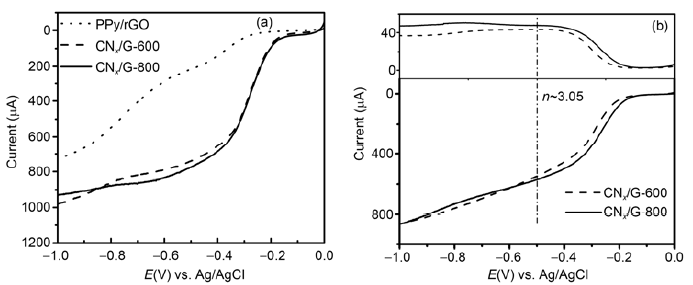 (a)
PPy/rGO
CNx/G-600
CNx/G-800
Current (μA)
0
200
400
600
800
1000
1200
-1.0
-0.8
-0.6
-0.4
-0.2
0.0
E(V) vs. Ag/AgCl
(b)
40
0
n~3.05
Current (μA)
0
400
800
CNx/G-600
CNx/G-800
-1.0
-0.8
-0.6
-0.4
-0.2
0.0
E(V) vs. Ag/AgCl